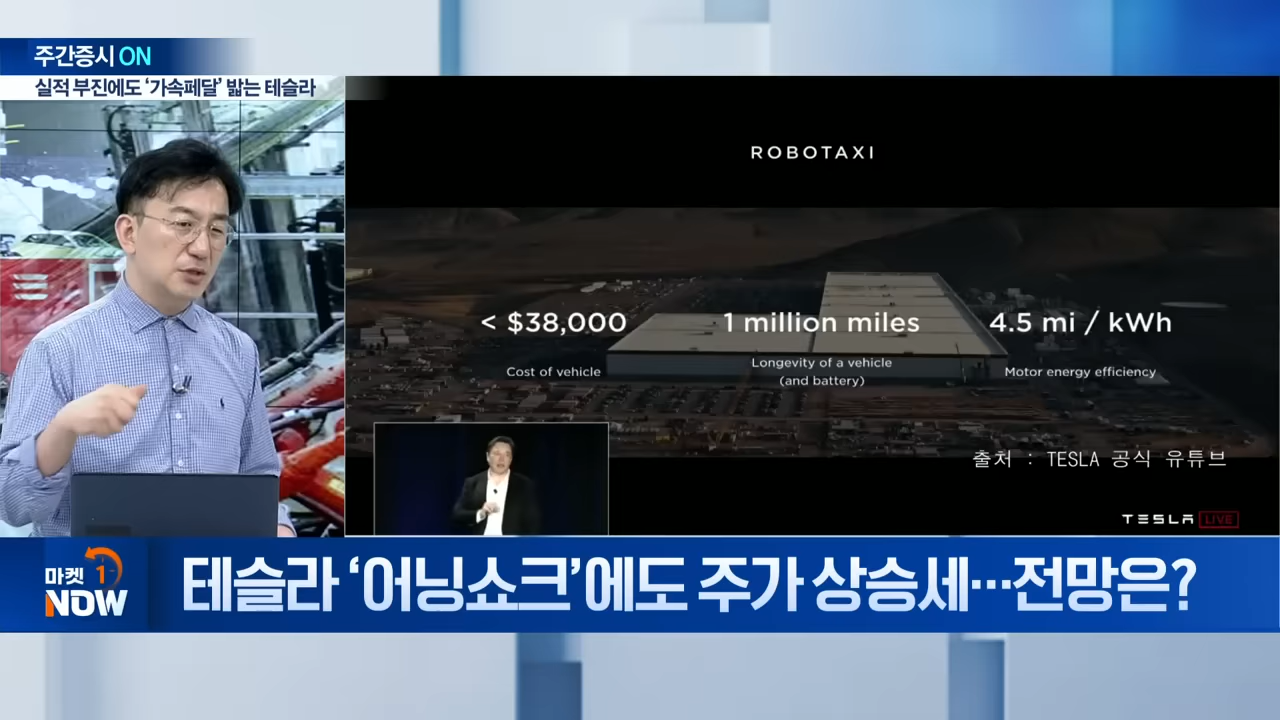 주간증시 ON
실적 부진에도 ‘가속페달’ 밟는 테슬라
ROBOTAXI
< $38,000
Cost of vehicle
1 million miles
Longevity of a vehicle
(and battery)
4.5 mi / kWh
Motor energy efficiency
출처 : TESLA 공식 유튜브
TESLA LIVE
마켓 1
NOW
테슬라 ‘어닝쇼크’에도 주가 상승세…전망은?